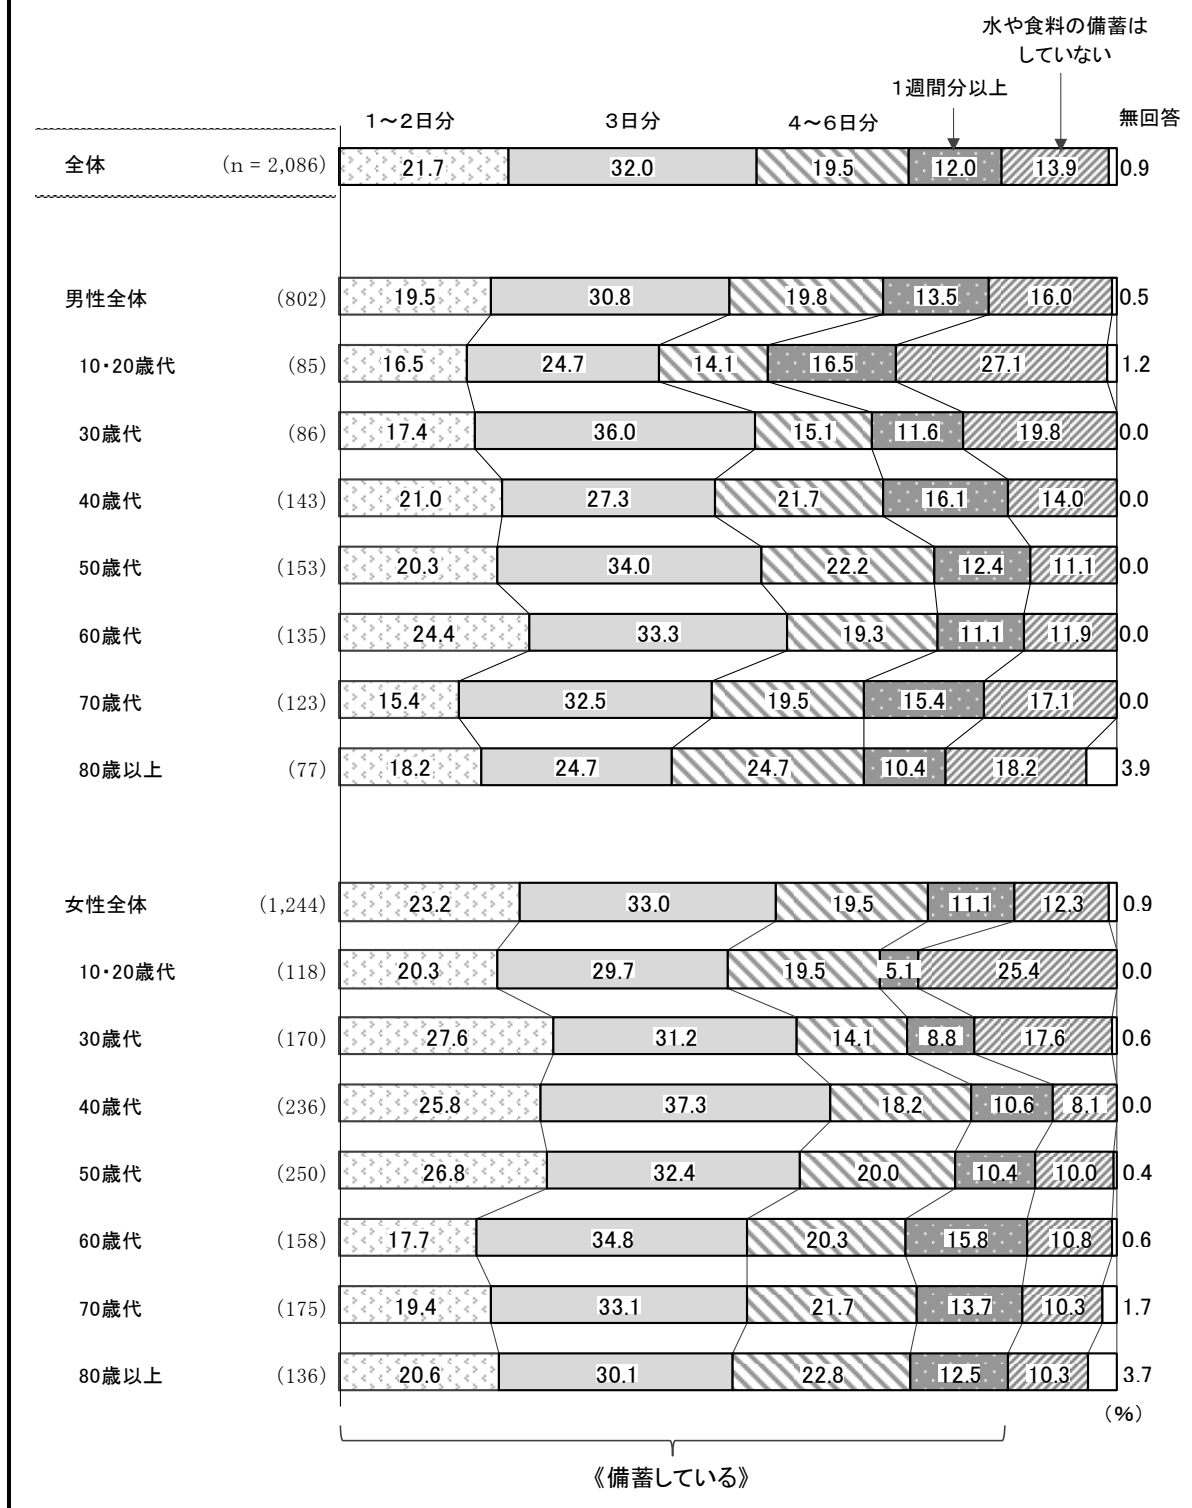 水や食料の備蓄は
していない
1週間分以上
1～2日分 3日分 4～6日分 無回答
全体 (n = 2,086) 21.7 32.0 19.5 12.0 13.9 0.9
男性全体 (802) 19.5 30.8 19.8 13.5 16.0 0.5
10・20歳代 (85) 16.5 24.7 14.1 16.5 27.1 1.2
30歳代 (86) 17.4 36.0 15.1 11.6 19.8 0.0
40歳代 (143) 21.0 27.3 21.7 16.1 14.0 0.0
50歳代 (153) 20.3 34.0 22.2 12.4 11.1 0.0
60歳代 (135) 24.4 33.3 19.3 11.1 11.9 0.0
70歳代 (123) 15.4 32.5 19.5 15.4 17.1 0.0
80歳以上 (77) 18.2 24.7 24.7 10.4 18.2 3.9
女性全体 (1,244) 23.2 33.0 19.5 11.1 12.3 0.9
10・20歳代 (118) 20.3 29.7 19.5 5.1 25.4 0.0
30歳代 (170) 27.6 31.2 14.1 8.8 17.6 0.6
40歳代 (236) 25.8 37.3 18.2 10.6 8.1 0.0
50歳代 (250) 26.8 32.4 20.0 10.4 10.0 0.4
60歳代 (158) 17.7 34.8 20.3 15.8 10.8 0.6
70歳代 (175) 19.4 33.1 21.7 13.7 10.3 1.7
80歳以上 (136) 20.6 30.1 22.8 12.5 10.3 3.7
(%)
《備蓄している》